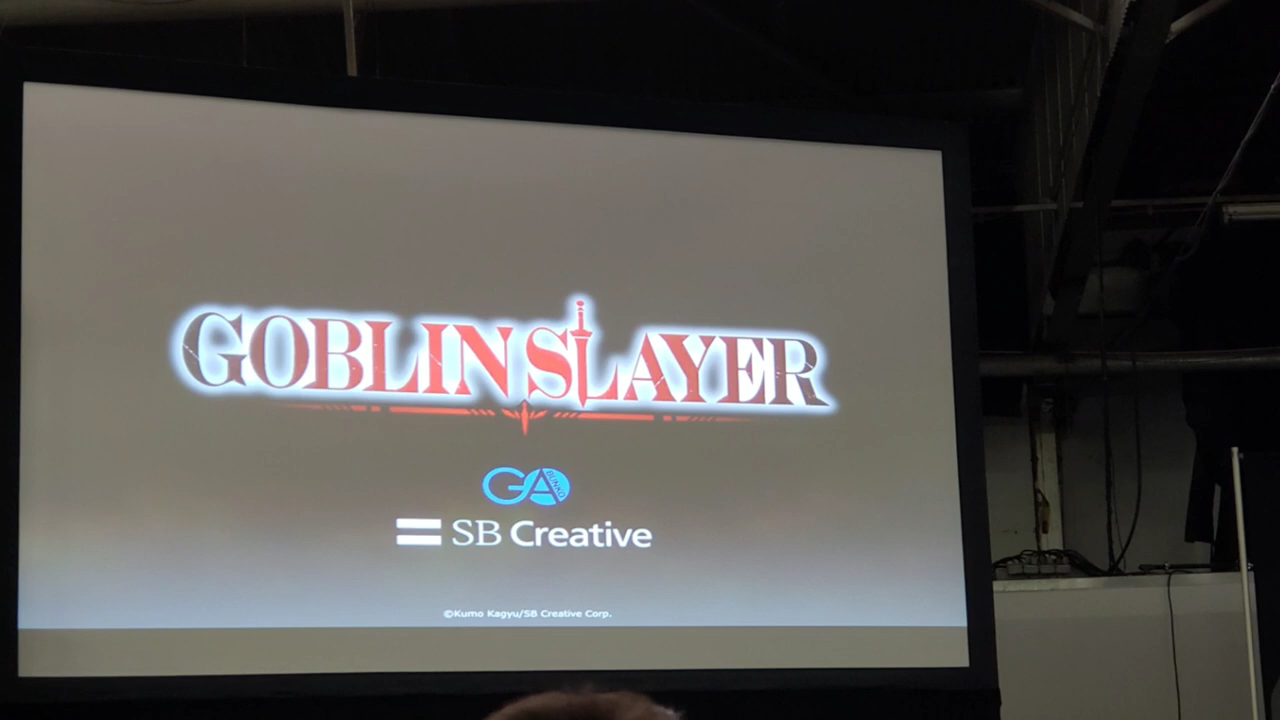 GOBLIN SLAYER
GA BUNKO
SB Creative
©Kumo Kagyu/SB Creative Corp.